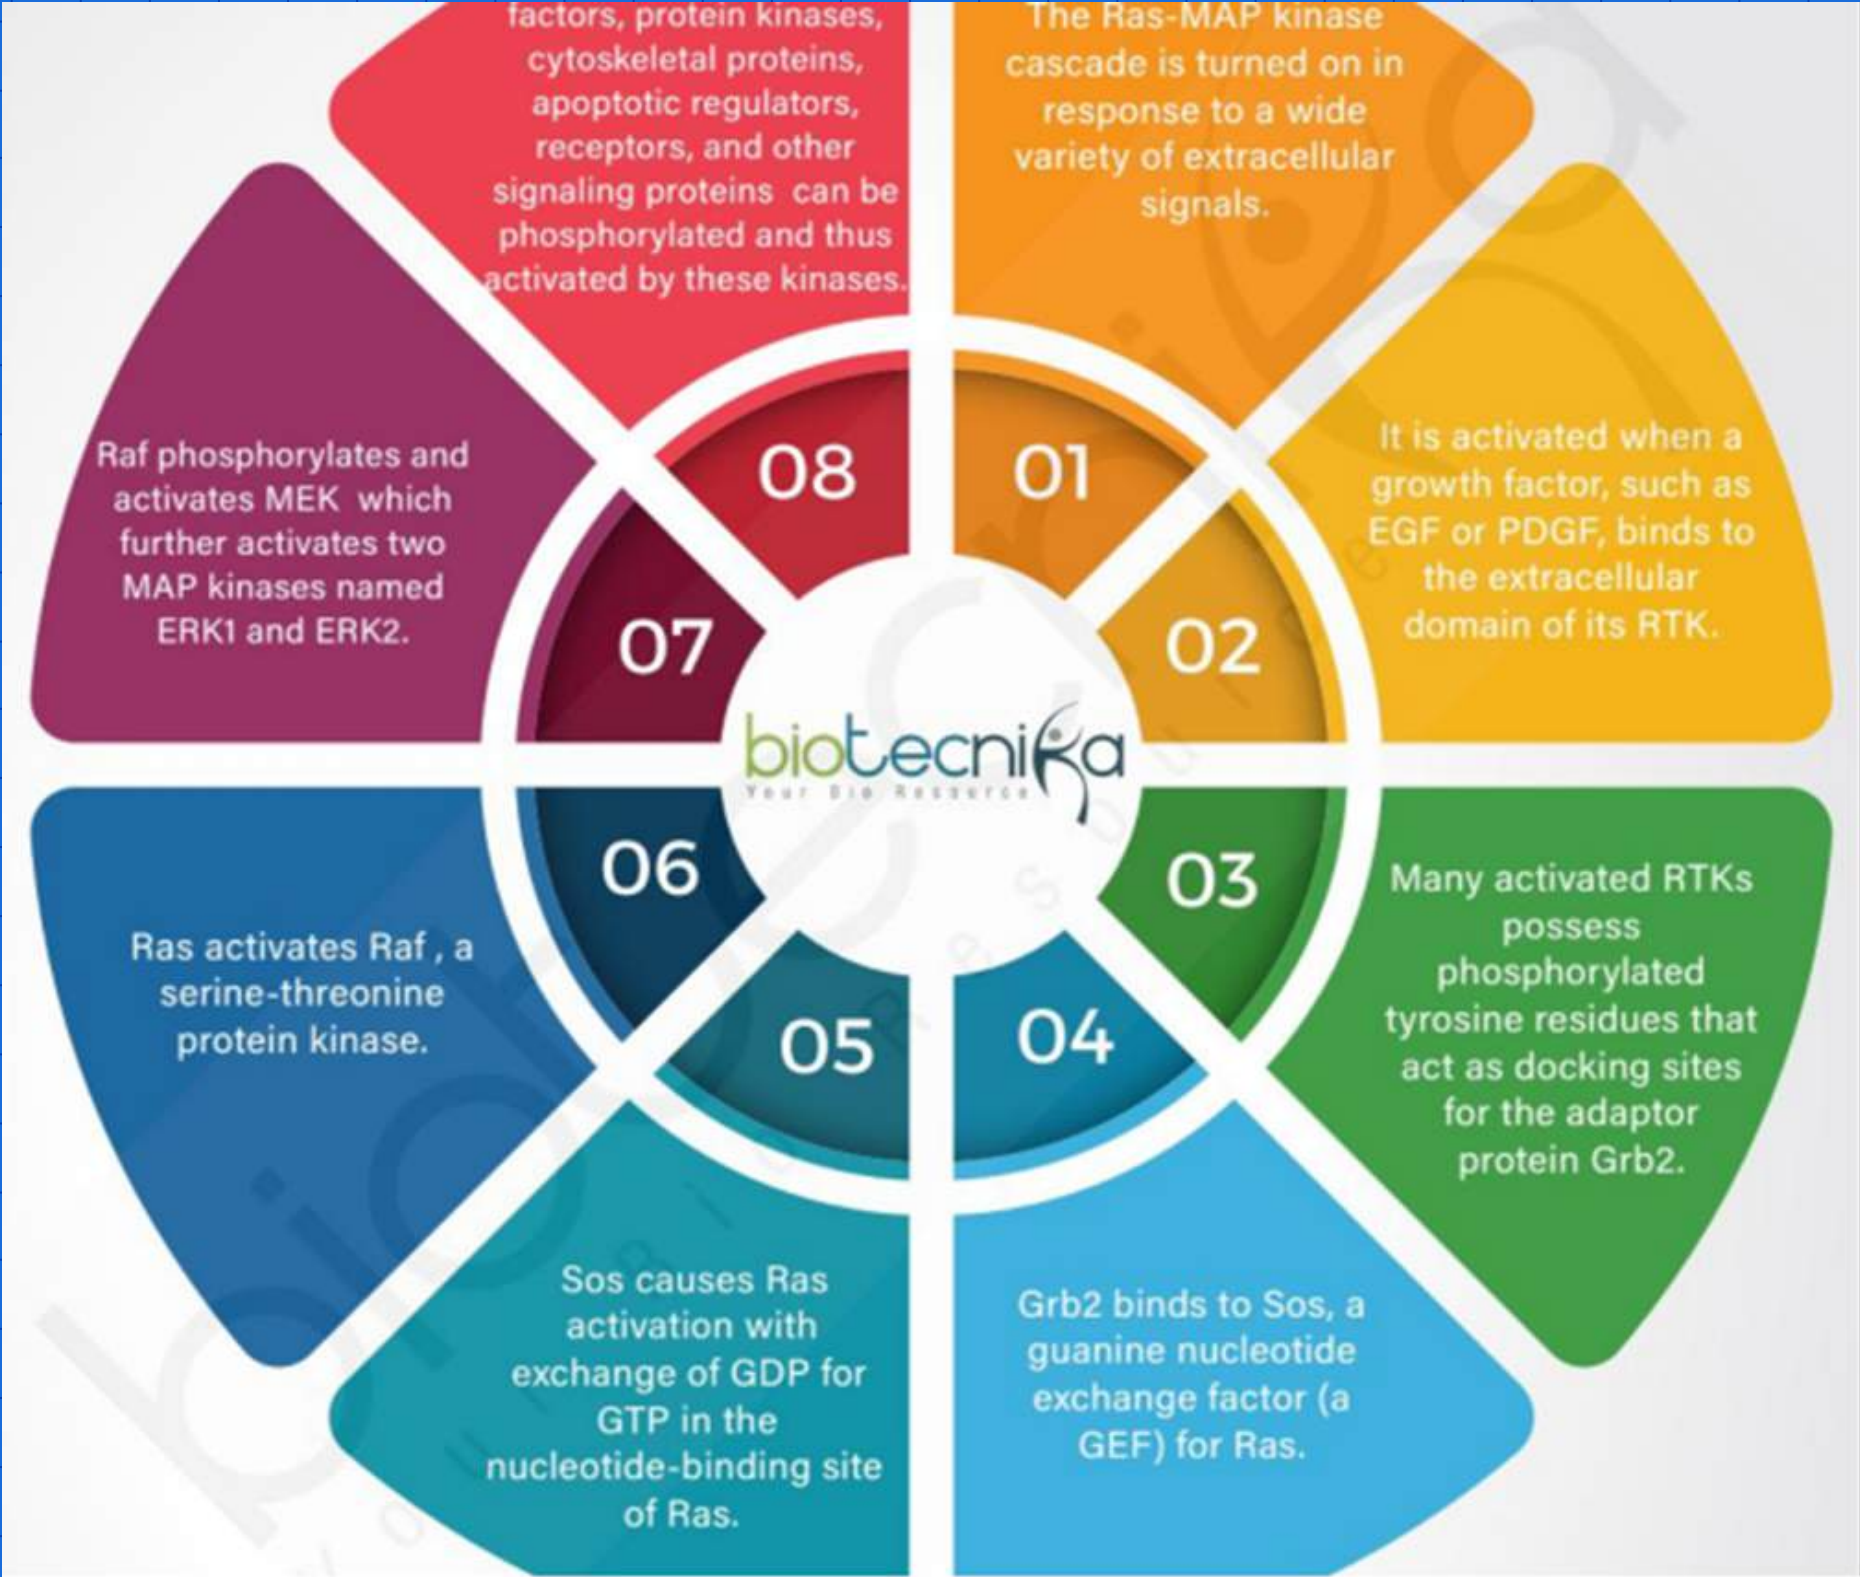 The Ras-MAP kinase
cascade is turned on in
response to a wide
variety of extracellular
signals.
01
It is activated when a
growth factor, such as
EGF or PDGF, binds to
the extracellular
domain of its RTK.
02
Many activated RTKs
possess
phosphorylated
tyrosine residues that
act as docking sites
for the adaptor
protein Grb2.
03
Grb2 binds to Sos, a
guanine nucleotide
exchange factor (a
GEF) for Ras.
04
Sos causes Ras
activation with
exchange of GDP for
GTP in the
nucleotide-binding site
of Ras.
05
Ras activates Raf , a
serine-threonine
protein kinase.
06
Raf phosphorylates and
activates MEK which
further activates two
MAP kinases named
ERK1 and ERK2.
07
factors, protein kinases,
cytoskeletal proteins,
apoptotic regulators,
receptors, and other
signaling proteins can be
phosphorylated and thus
activated by these kinases.
08
biotecnika
Your Bio Resource